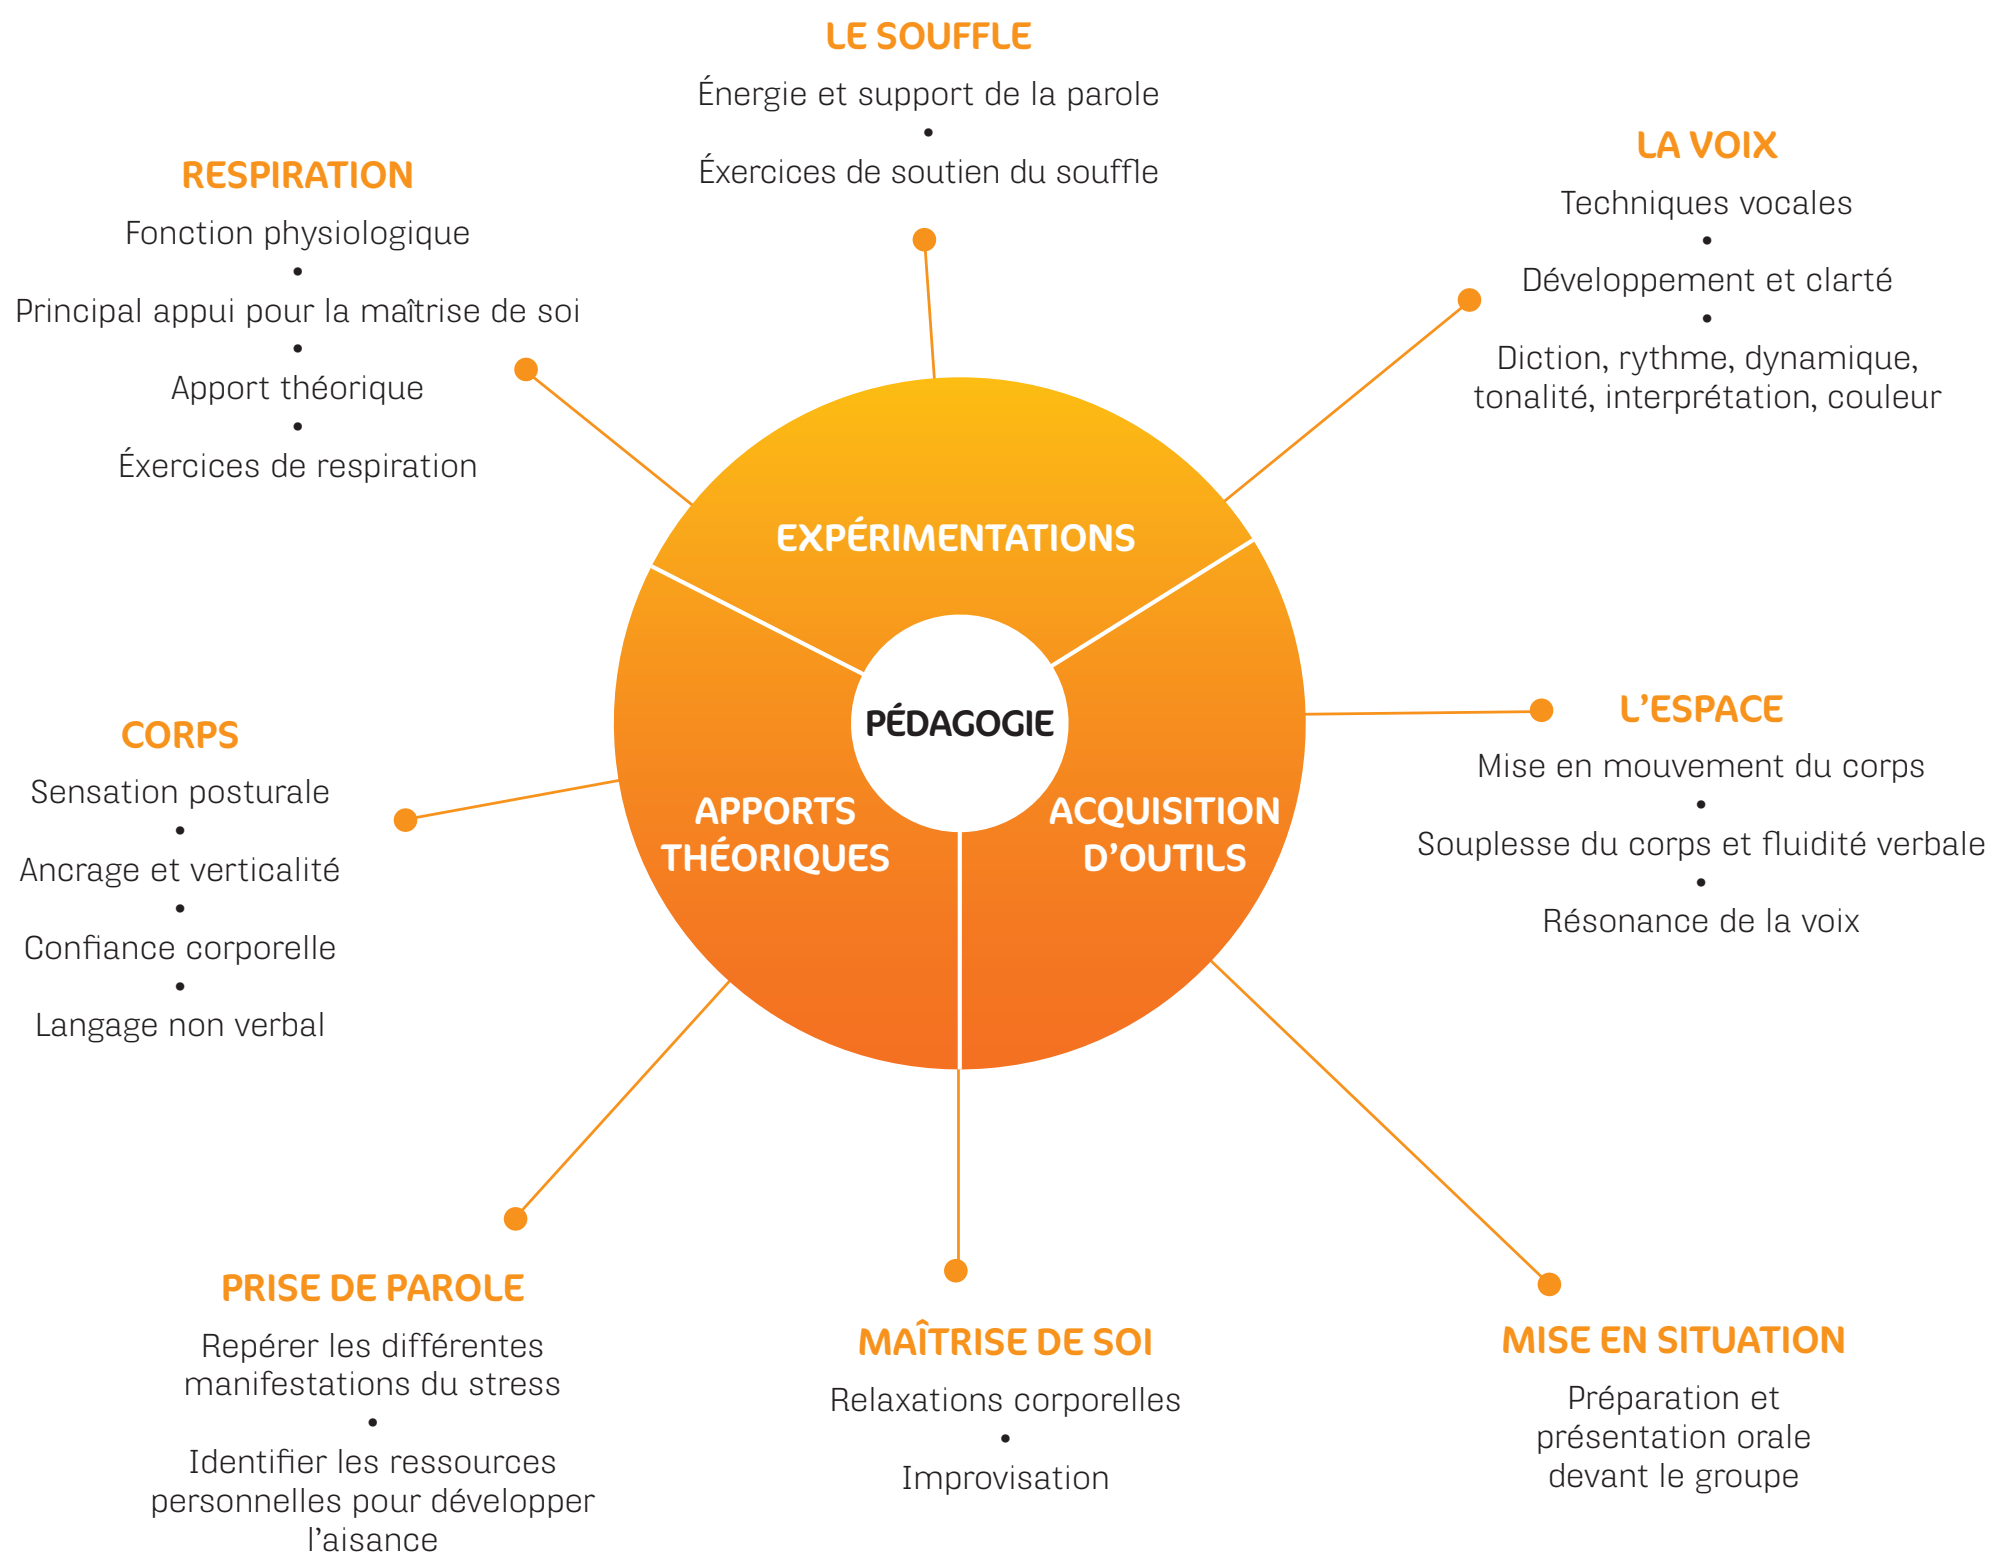 LE SOUFFLE
Énergie et support de la parole
•
Éxercices de soutien du souffle
RESPIRATION
Fonction physiologique
•
Principal appui pour la maîtrise de soi
•
Apport théorique
•
Éxercices de respiration
LA VOIX
Techniques vocales
•
Développement et clarté
•
Diction, rythme, dynamique,
tonalité, interprétation, couleur
EXPÉRIMENTATIONS
PÉDAGOGIE
APPORTS
THÉORIQUES
ACQUISITION
D’OUTILS
CORPS
Sensation posturale
•
Ancrage et verticalité
•
Confiance corporelle
•
Langage non verbal
L’ESPACE
Mise en mouvement du corps
•
Souplesse du corps et fluidité verbale
•
Résonance de la voix
PRISE DE PAROLE
Repérer les différentes
manifestations du stress
•
Identifier les ressources
personnelles pour développer
l’aisance
MAÎTRISE DE SOI
Relaxations corporelles
•
Improvisation
MISE EN SITUATION
Préparation et
présentation orale
devant le groupe